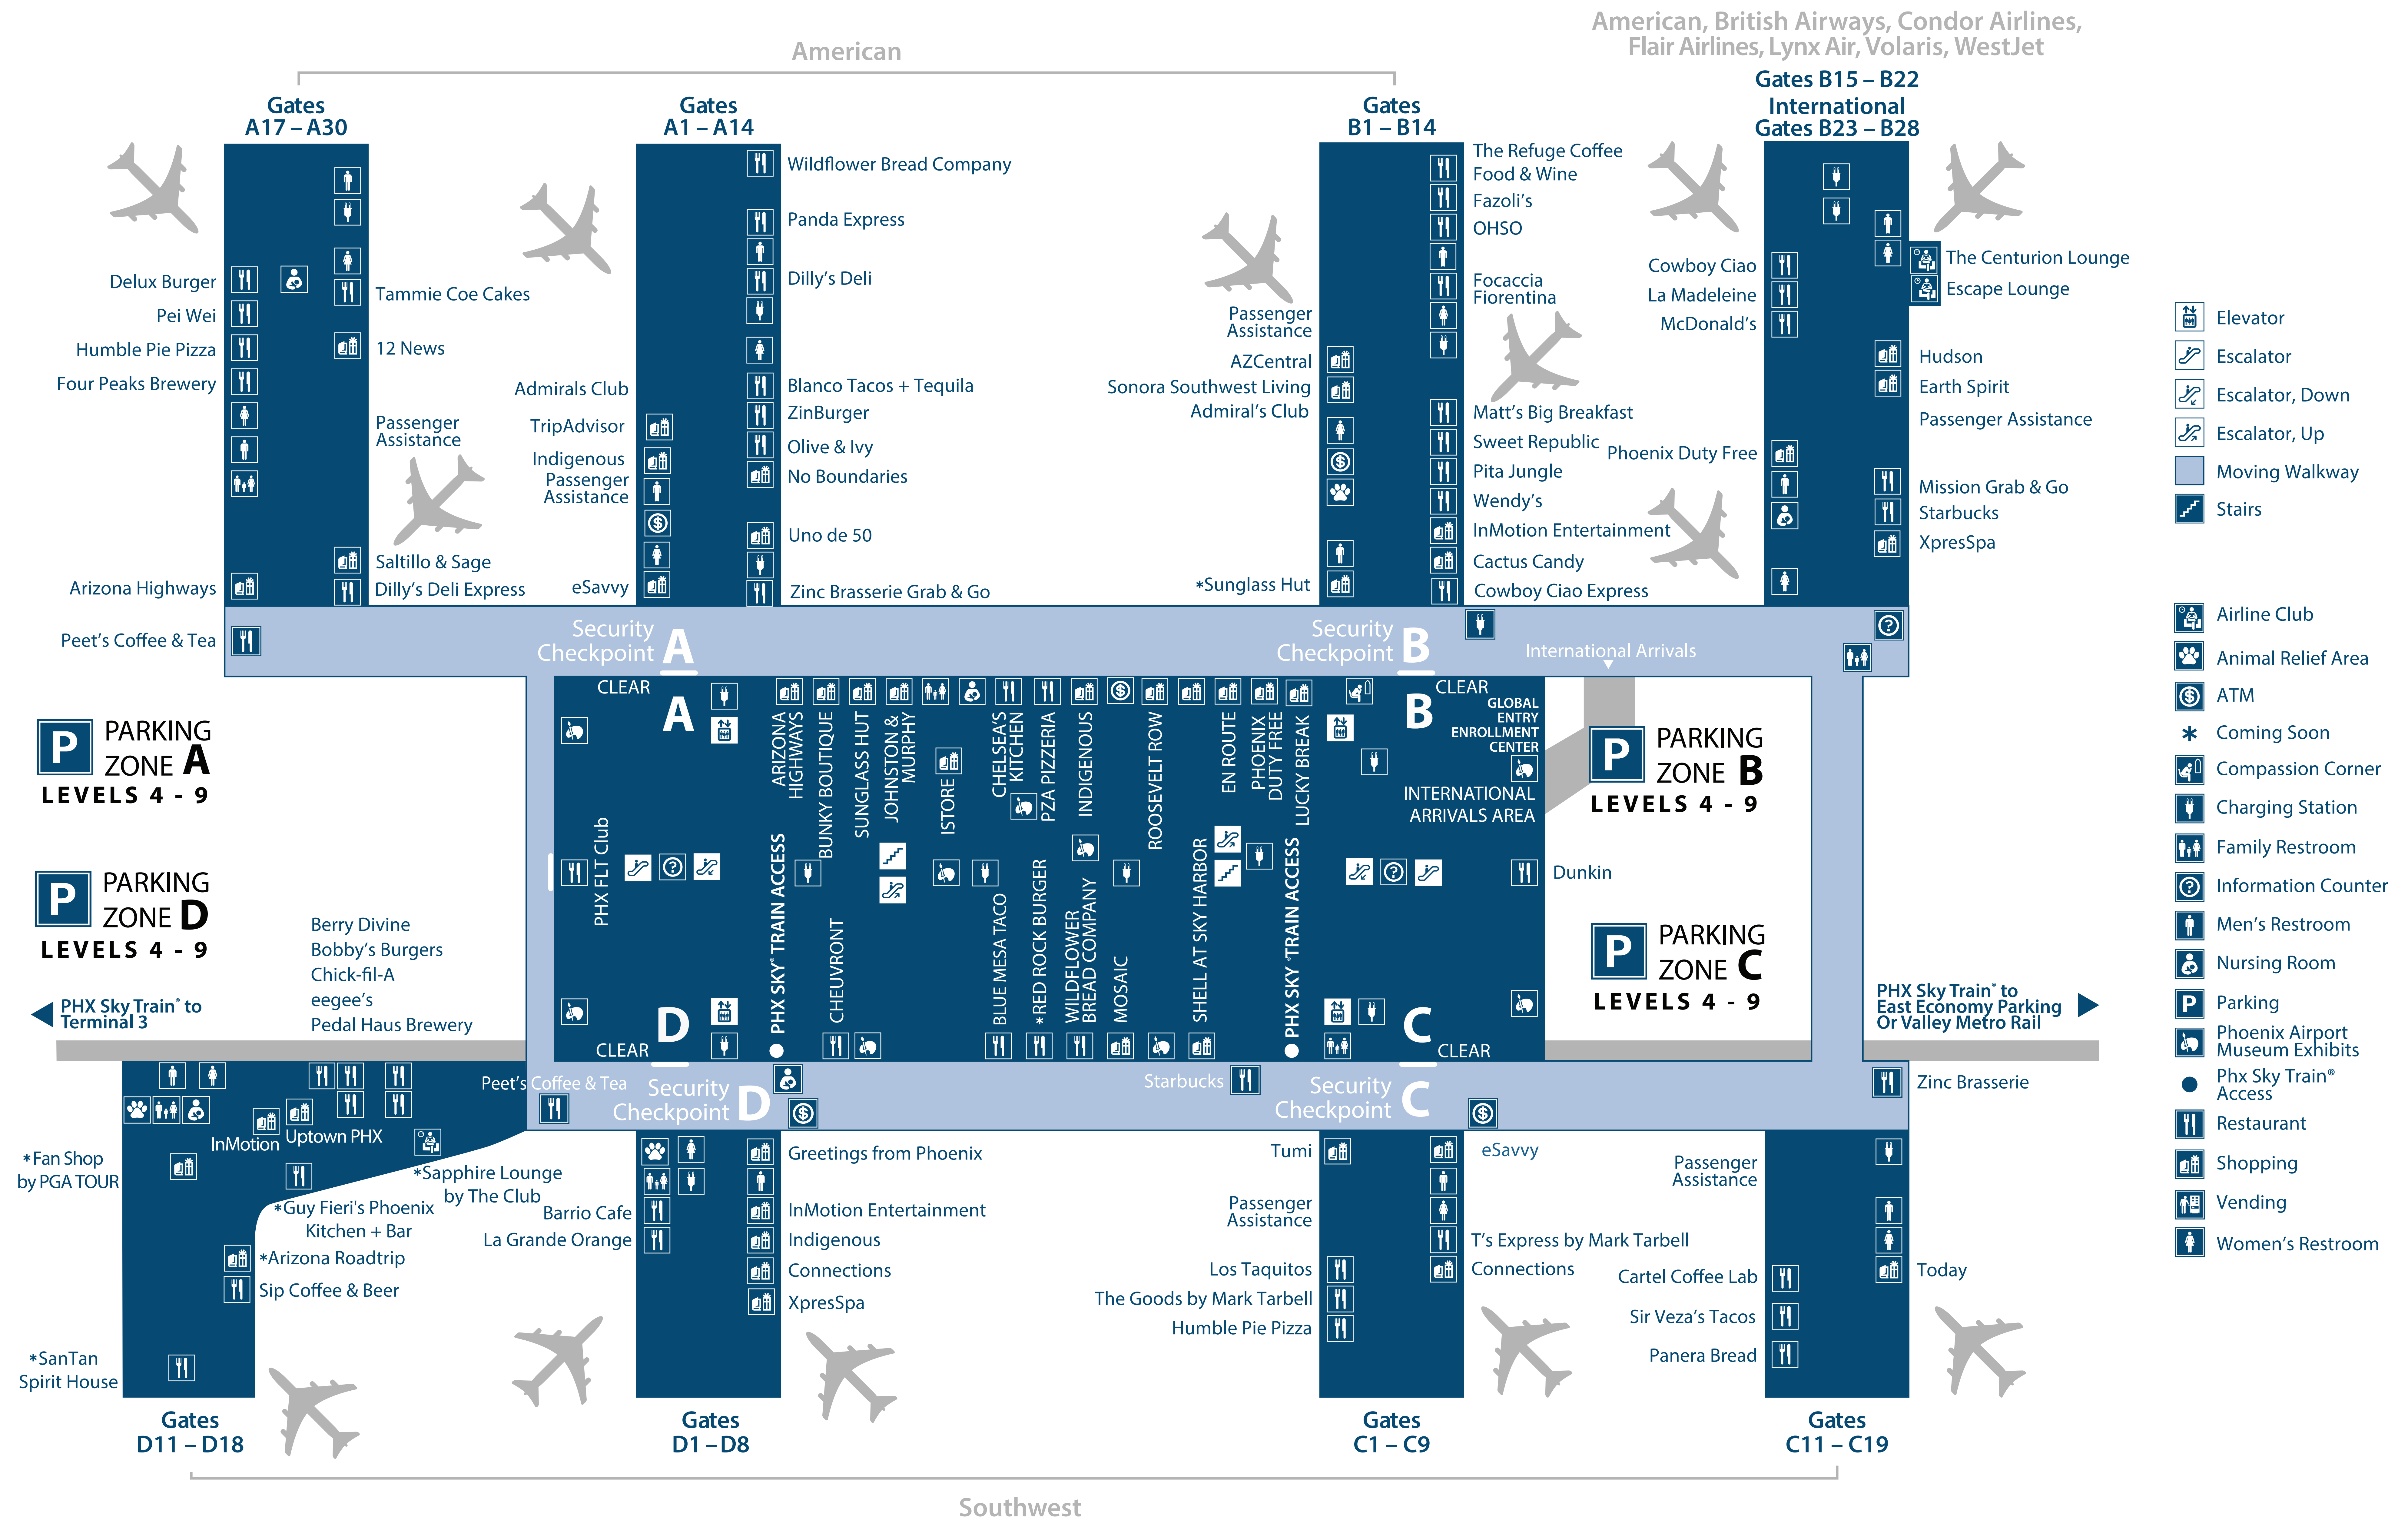 American
American, British Airways, Condor Airlines,
Flair Airlines, Lynx Air, Volaris, WestJet
Gates
A17 – A30
Gates
A1 – A14
Gates
B1 – B14
Gates B15 – B22
International
Gates B23 – B28
Delux Burger
Pei Wei
Humble Pie Pizza
Four Peaks Brewery
Arizona Highways
Peet's Coffee & Tea
Tammie Coe Cakes
12 News
Passenger
Assistance
Saltillo & Sage
Dilly's Deli Express
Admirals Club
TripAdvisor
Indigenous
Passenger
Assistance
eSavvy
Wildflower Bread Company
Panda Express
Dilly's Deli
Blanco Tacos + Tequila
ZinBurger
Olive & Ivy
No Boundaries
Uno de 50
Zinc Brasserie Grab & Go
Passenger
Assistance
AZCentral
Sonora Southwest Living
Admiral's Club
*Sunglass Hut
The Refuge Coffee
Food & Wine
Fazoli's
OHSO
Focaccia
Fiorentina
Matt's Big Breakfast
Sweet Republic
Pita Jungle
Wendy's
InMotion Entertainment
Cactus Candy
Cowboy Ciao Express
Cowboy Ciao
La Madeleine
McDonald's
Phoenix Duty Free
The Centurion Lounge
Escape Lounge
Hudson
Earth Spirit
Passenger Assistance
Mission Grab & Go
Starbucks
XpresSpa
Elevator
Escalator
Escalator, Down
Escalator, Up
Moving Walkway
Stairs
Airline Club
Animal Relief Area
ATM
* Coming Soon
Compassion Corner
Charging Station
Family Restroom
Information Counter
Men's Restroom
Nursing Room
P Parking
Phoenix Airport
Museum Exhibits
Phx Sky Train®
Access
Restaurant
Shopping
Vending
Women's Restroom
Security
Checkpoint A
Security
Checkpoint B
International Arrivals
CLEAR
A
CLEAR
B
GLOBAL
ENTRY
ENROLLMENT
CENTER
INTERNATIONAL
ARRIVALS AREA
ARIZONA
HIGHWAYS
BUNKY BOUTIQUE
SUNGLASS HUT
JOHNSTON &
MURPHY
ISTORE
CHELSEA'S
KITCHEN
PZA PIZZERIA
INDIGENOUS
ROOSEVELT ROW
EN ROUTE
PHOENIX
DUTY FREE
LUCKY BREAK
PHX FLT Club
PHX SKY® TRAIN ACCESS
CHEUVRONT
BLUE MESA TACO
*RED ROCK BURGER
WILDFLOWER
BREAD COMPANY
MOSAIC
SHELL AT SKY HARBOR
PHX SKY® TRAIN ACCESS
Dunkin
D
CLEAR
C
CLEAR
P PARKING
ZONE A
LEVELS 4 - 9
P PARKING
ZONE D
LEVELS 4 - 9
P PARKING
ZONE B
LEVELS 4 - 9
P PARKING
ZONE C
LEVELS 4 - 9
PHX Sky Train® to
Terminal 3
PHX Sky Train® to
East Economy Parking
Or Valley Metro Rail
Berry Divine
Bobby's Burgers
Chick-fil-A
eegee's
Pedal Haus Brewery
Peet's Coffee & Tea
Security
Checkpoint D
Starbucks
Security
Checkpoint C
Zinc Brasserie
InMotion
Uptown PHX
*Fan Shop
by PGA TOUR
*Sapphire Lounge
by The Club
*Guy Fieri's Phoenix
Kitchen + Bar
*Arizona Roadtrip
Sip Coffee & Beer
*SanTan
Spirit House
Barrio Cafe
La Grande Orange
Greetings from Phoenix
InMotion Entertainment
Indigenous
Connections
XpresSpa
Tumi
Passenger
Assistance
Los Taquitos
The Goods by Mark Tarbell
Humble Pie Pizza
eSavvy
T's Express by Mark Tarbell
Connections
Passenger
Assistance
Cartel Coffee Lab
Sir Veza's Tacos
Panera Bread
Today
Gates
D11 – D18
Gates
D1 – D8
Gates
C1 – C9
Gates
C11 – C19
Southwest